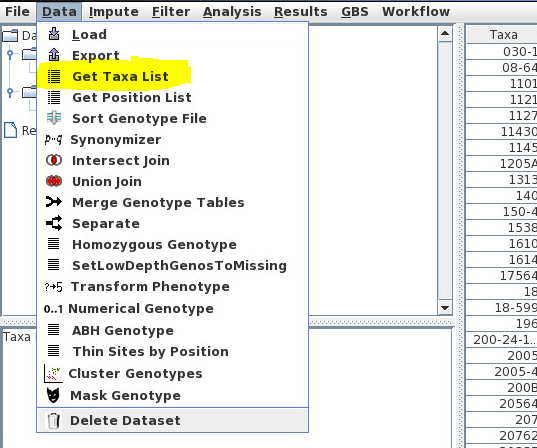 File Data Impute Filter Analysis Results GBS Workflow
Load
Export
Get Taxa List
Get Position List
Sort Genotype File
p-q Synonymizer
Intersect Join
Union Join
Merge Genotype Tables
Separate
Homozygous Genotype
SetLowDepthGenosToMissing
?→5 Transform Phenotype
0..1 Numerical Genotype
ABH Genotype
Thin Sites by Position
Cluster Genotypes
Mask Genotype
Delete Dataset
Da
Re
Taxa
Taxa
030-1
08-64
1101
1121
1127
11430
1145
1205A
1313
140
150-4
1538
1610
1614
17564
18
18-599
196
200-24-1...
2005
2005-4
200B
20564
207
20762